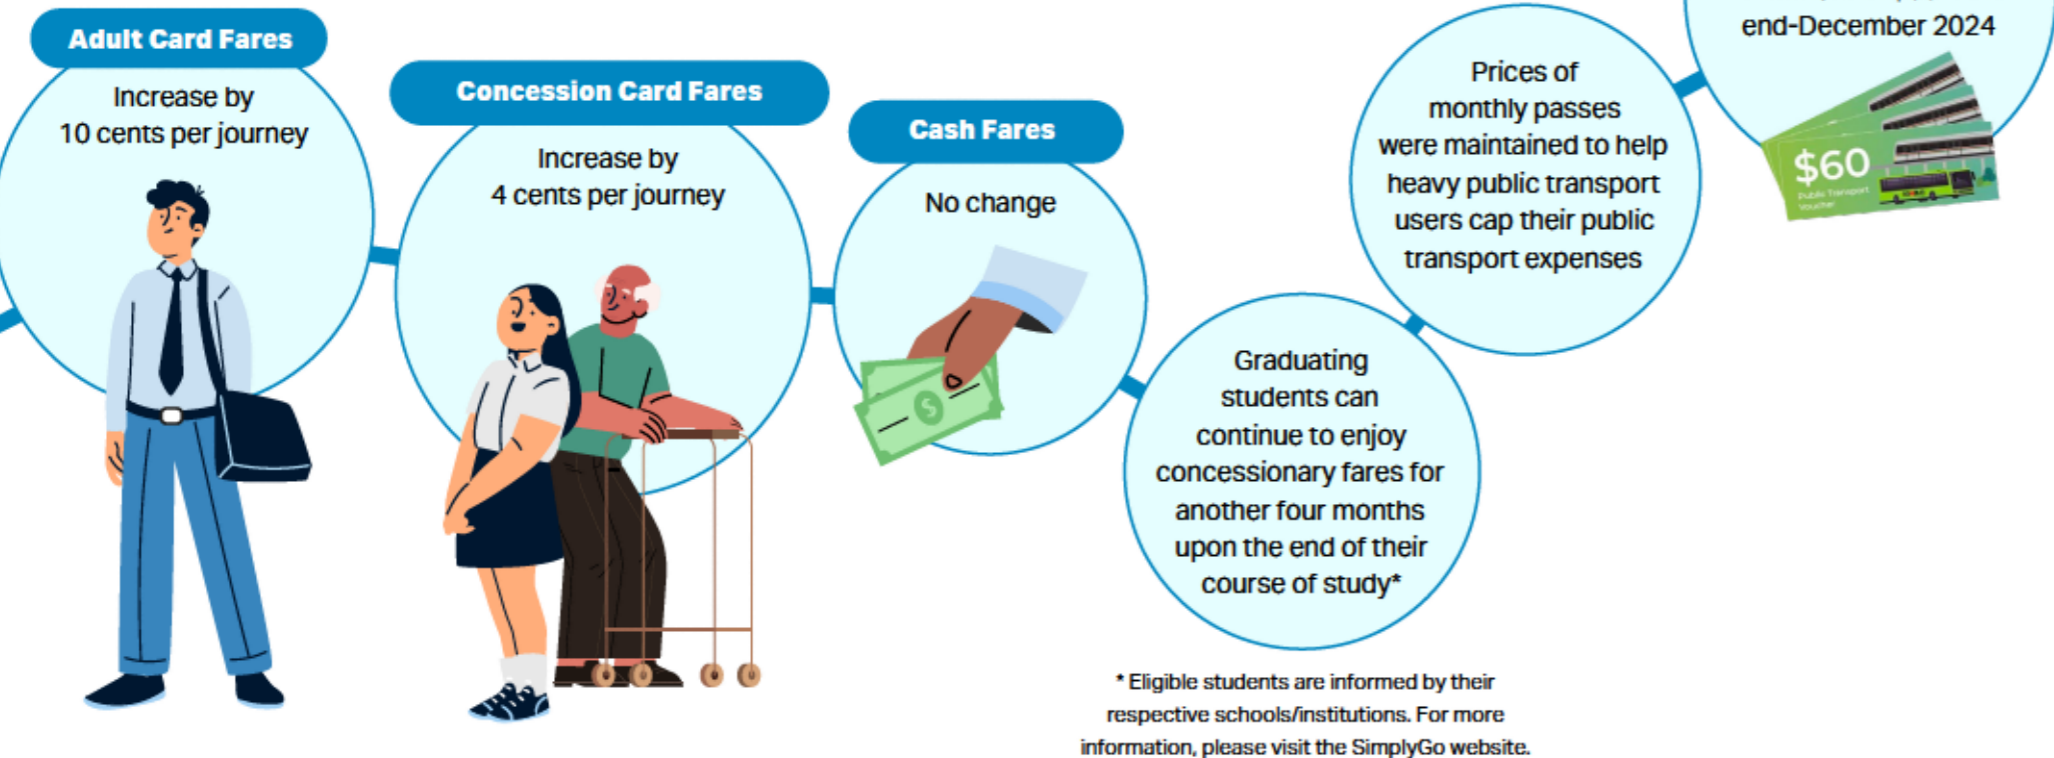 Adult Card Fares
Increase by
10 cents per journey
Concession Card Fares
Increase by
4 cents per journey
Cash Fares
No change
Graduating
students can
continue to enjoy
concessionary fares for
another four months
upon the end of their
course of study*
* Eligible students are informed by their
respective schools/institutions. For more
information, please visit the SimplyGo website.
Prices of
monthly passes
were maintained to help
heavy public transport
users cap their public
transport expenses
end-December 2024
$60
Public Transport
Voucher